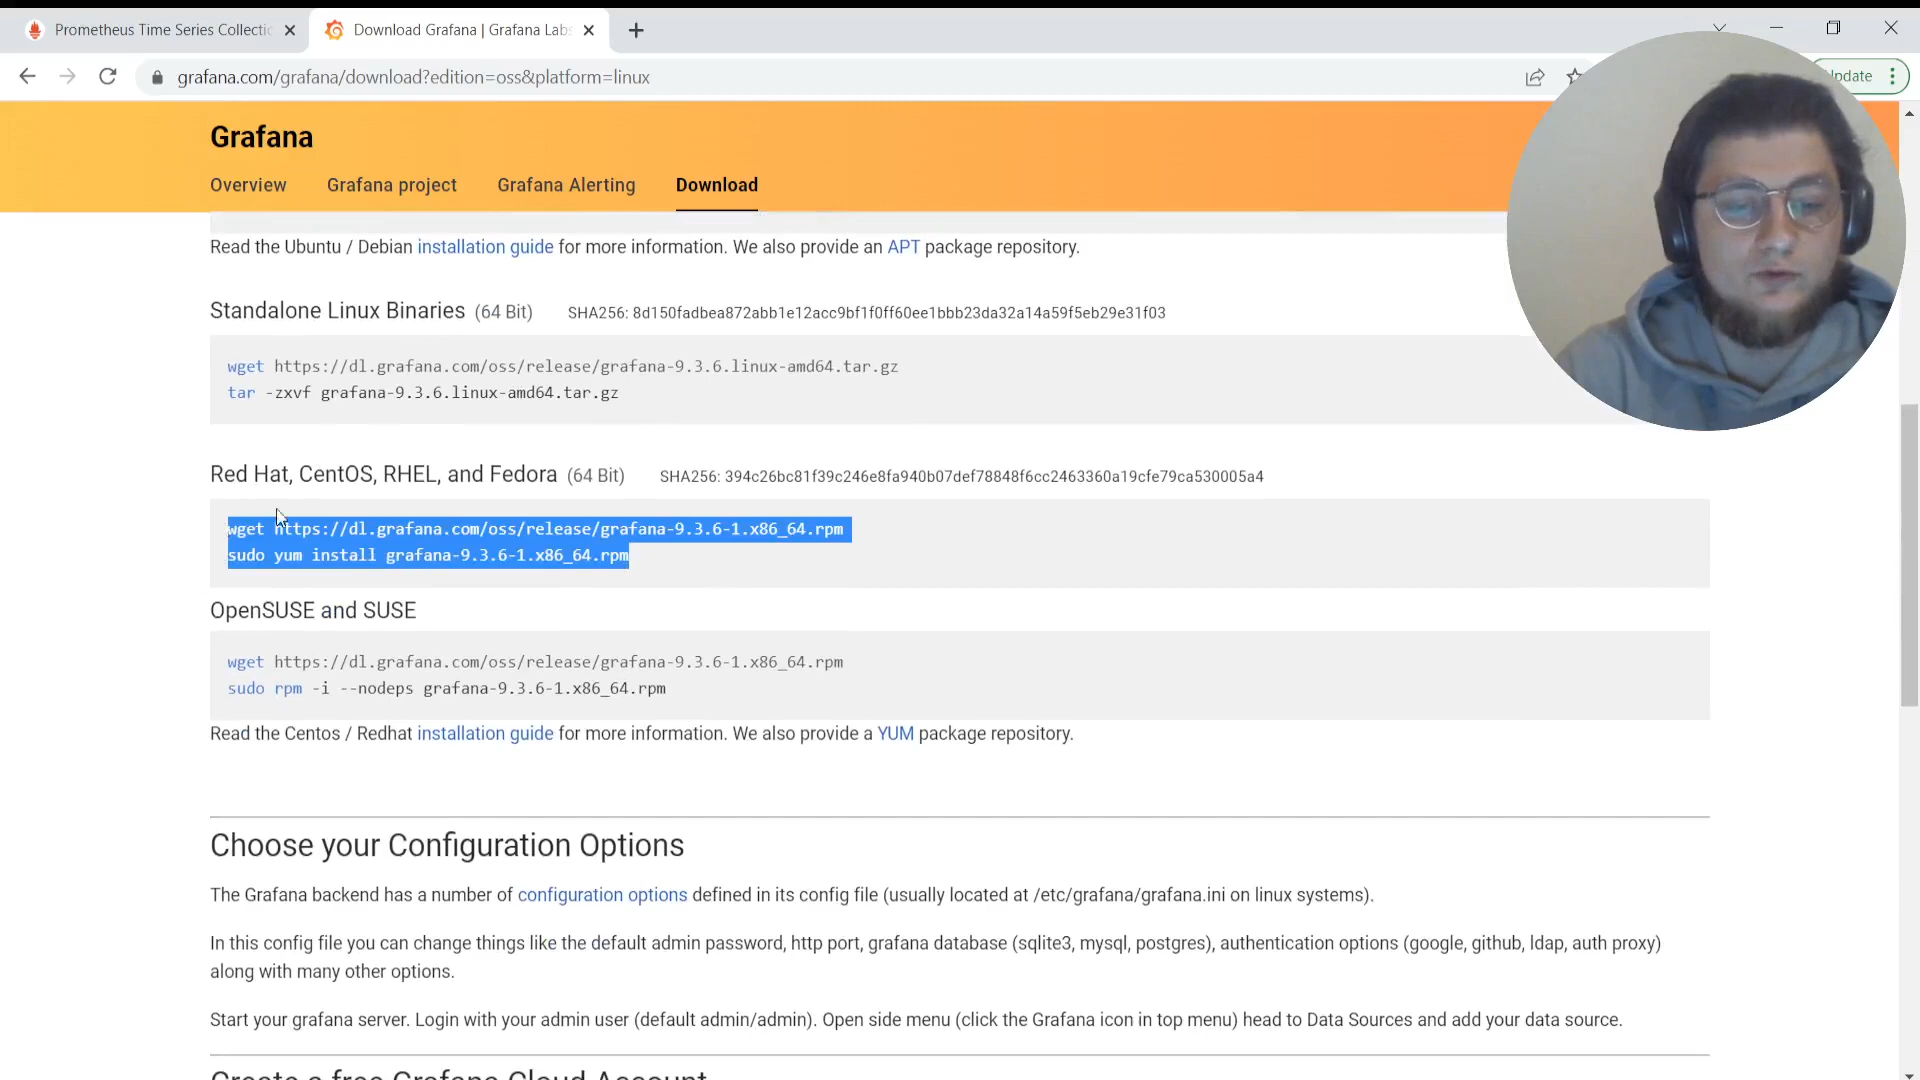 Prometheus Time Series Collectio
Download Grafana | Grafana Labs
grafana.com/grafana/download?edition=oss&platform=linux
Update
Grafana
Overview
Grafana project
Grafana Alerting
Download
Read the Ubuntu / Debian installation guide for more information. We also provide an APT package repository.
Standalone Linux Binaries (64 Bit) SHA256: 8d150fadbea872abb1e12acc9bf1f0ff60ee1bbb23da32a14a59f5eb29e31f03
wget https://dl.grafana.com/oss/release/grafana-9.3.6.linux-amd64.tar.gz
tar -zxvf grafana-9.3.6.linux-amd64.tar.gz
Red Hat, CentOS, RHEL, and Fedora (64 Bit) SHA256: 394c26bc81f39c246e8fa940b07def78848f6cc2463360a19cfe79ca530005a4
wget https://dl.grafana.com/oss/release/grafana-9.3.6-1.x86_64.rpm
sudo yum install grafana-9.3.6-1.x86_64.rpm
OpenSUSE and SUSE
wget https://dl.grafana.com/oss/release/grafana-9.3.6-1.x86_64.rpm
sudo rpm -i --nodeps grafana-9.3.6-1.x86_64.rpm
Read the Centos / Redhat installation guide for more information. We also provide a YUM package repository.
Choose your Configuration Options
The Grafana backend has a number of configuration options defined in its config file (usually located at /etc/grafana/grafana.ini on linux systems).
In this config file you can change things like the default admin password, http port, grafana database (sqlite3, mysql, postgres), authentication options (google, github, ldap, auth proxy)
along with many other options.
Start your grafana server. Login with your admin user (default admin/admin). Open side menu (click the Grafana icon in top menu) head to Data Sources and add your data source.
Create a free Grafana Cloud Account